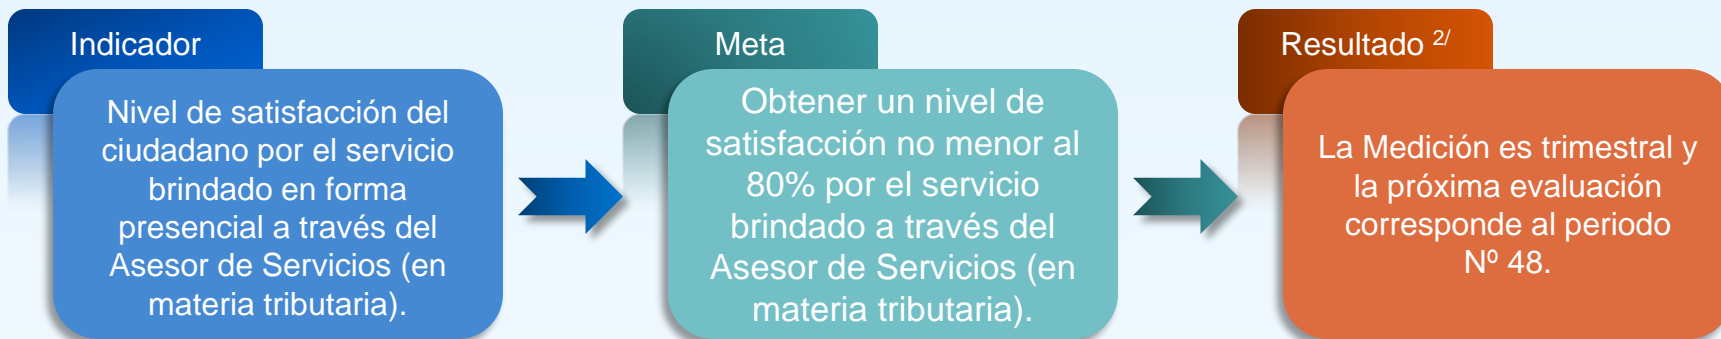 Indicador
Nivel de satisfacción del
ciudadano por el servicio
brindado en forma
presencial a través del
Asesor de Servicios (en
materia tributaria).
Meta
Obtener un nivel de
satisfacción no menor al
80% por el servicio
brindado a través del
Asesor de Servicios (en
materia tributaria).
Resultado 2/
La Medición es trimestral y
la próxima evaluación
corresponde al periodo
Nº 48.